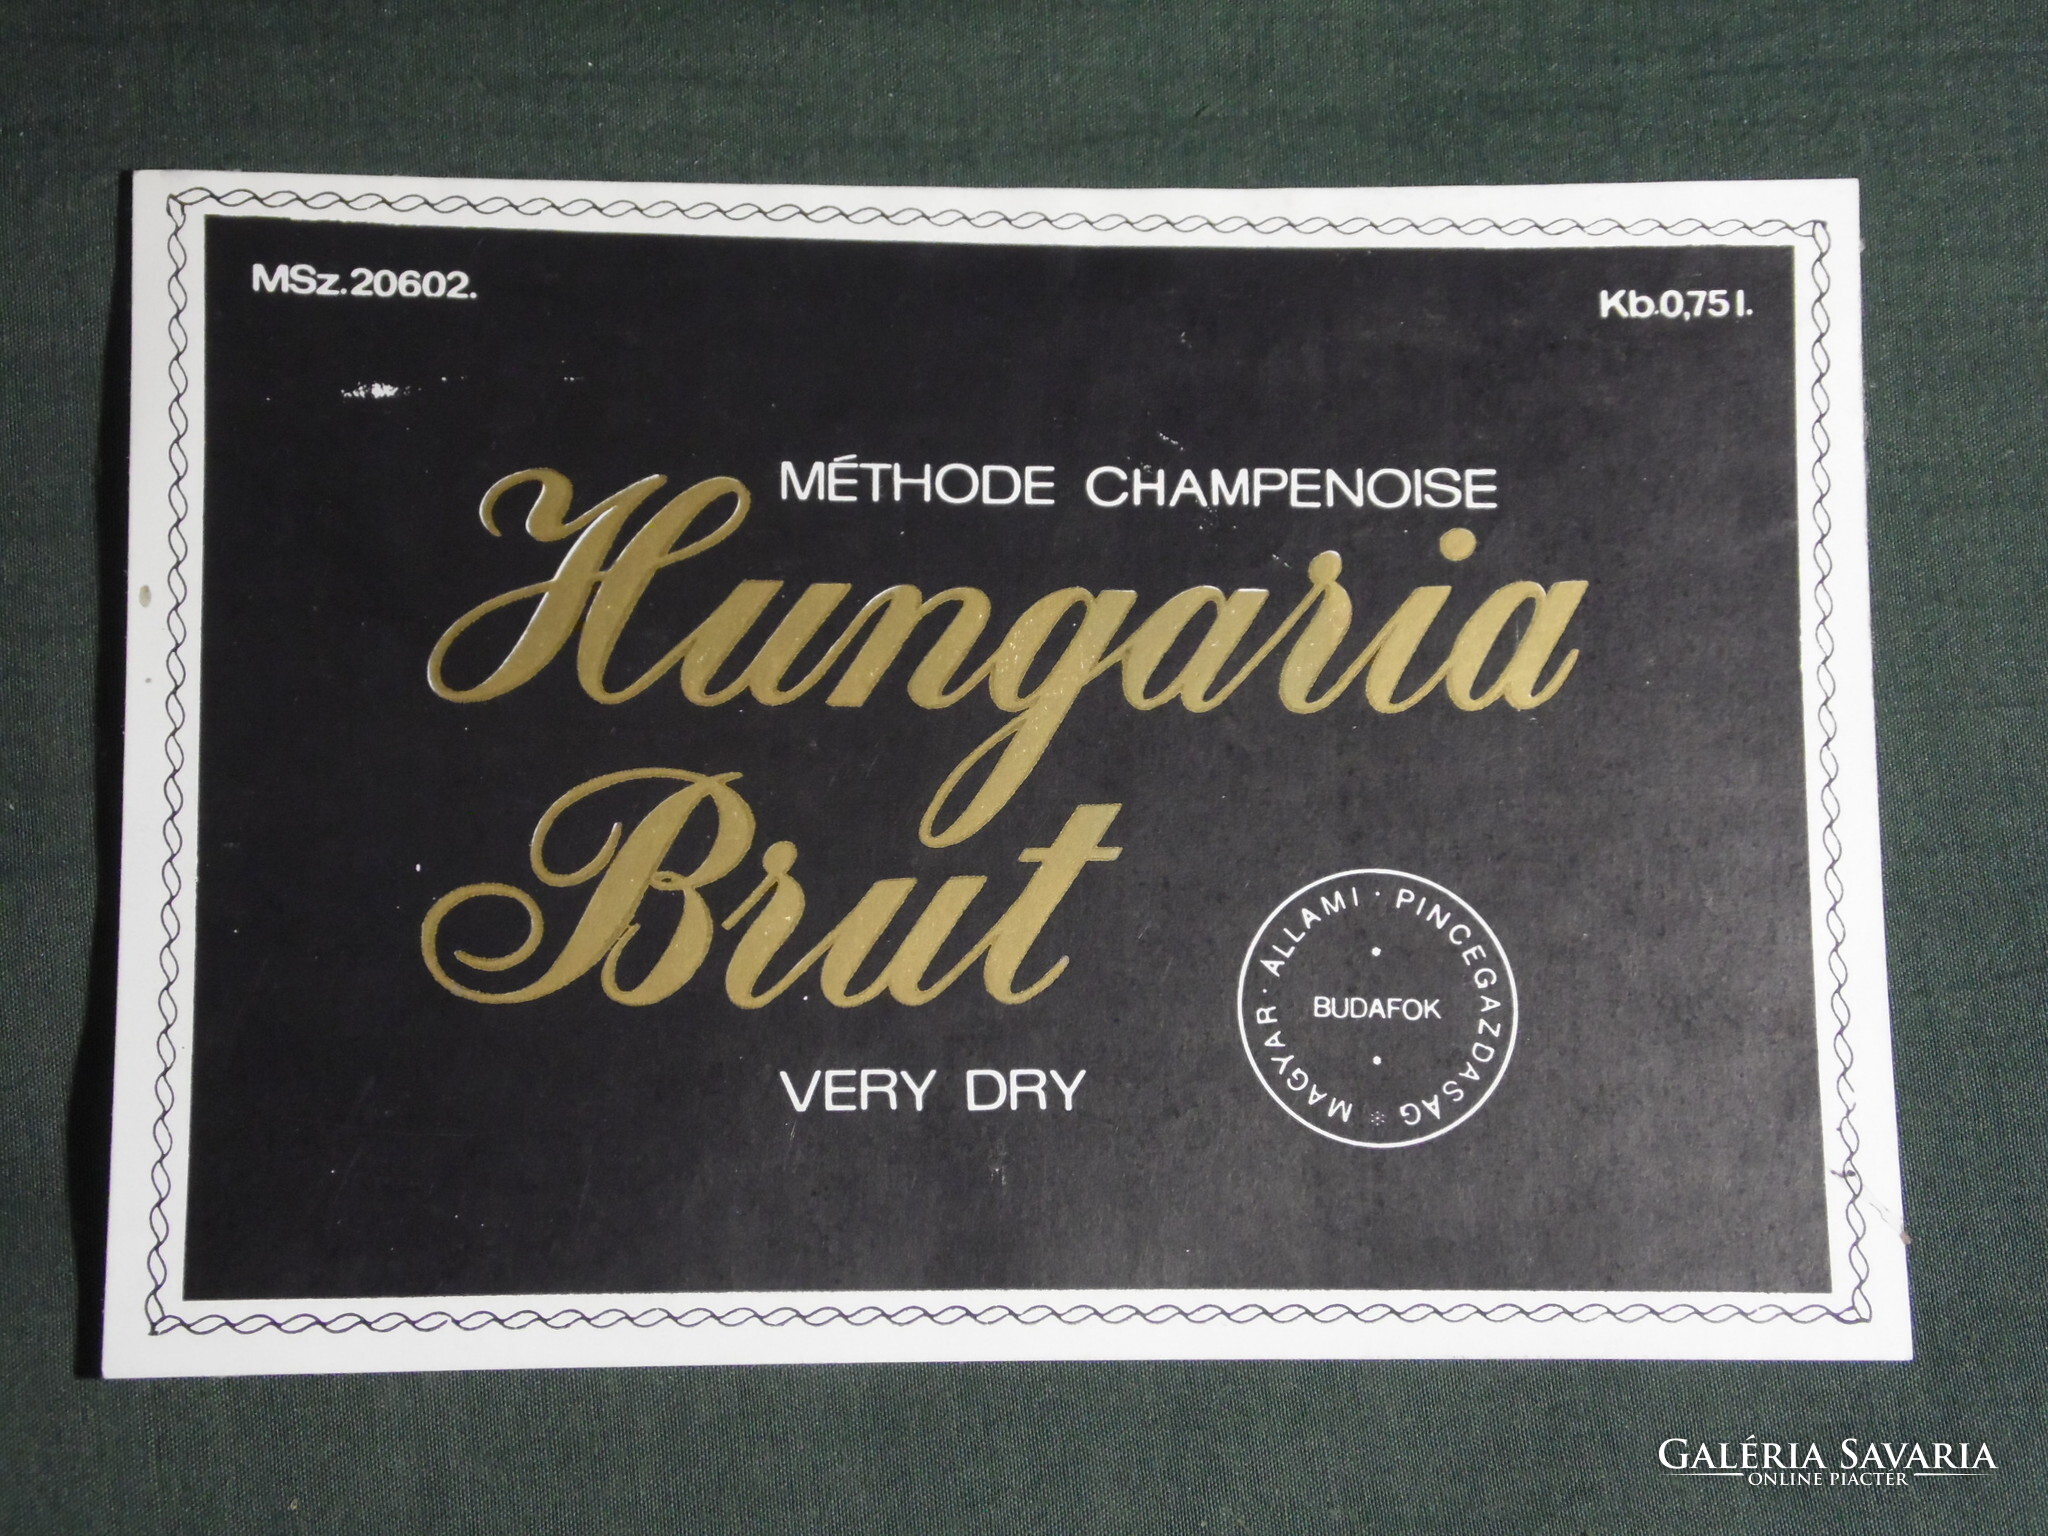 MSz.20602.
Kb.0,75 l.
MÉTHODE CHAMPENOISE
Hungaria
Brut
VERY DRY
MAGYAR · ÁLLAMI · PINCEGAZDASÁG *
BUDAFOK
GALÉRIA SAVARIA
ONLINE PIACTÉR